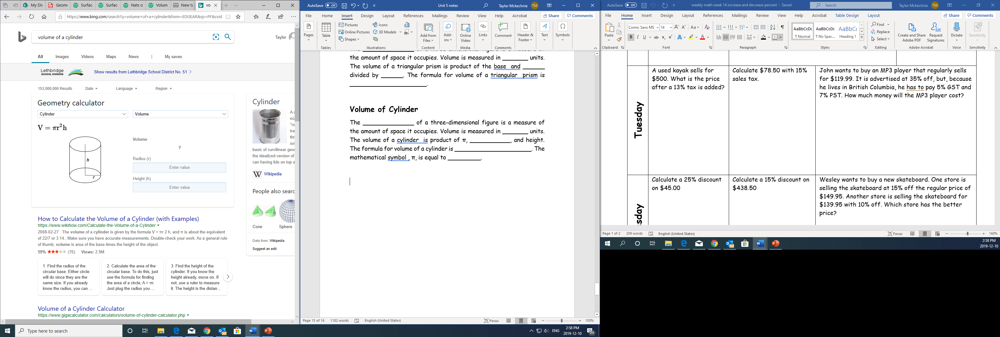 My Di
Geom
Surfac
Surfac
Nets o
Volum
New ta
vo
https://www.bing.com/search?q=volume+of+a+cylinder&form=EDGEAR&qs=PF&cvid
volume of a cylinder
Taylor
All Images Videos Maps News | My saves
Lethbridge
SCHOOL DIVISION
Show results from Lethbridge School District No. 51
153,000,000 Results Date Language Region
Geometry calculator
Cylinder Volume
V = πr²h
h
r
Volume
?
Radius (r)
Enter value
Height (h)
Enter value
How to Calculate the Volume of a Cylinder (with Examples)
https://www.wikihow.com/Calculate-the-Volume-of-a-Cylinder
2008-02-27 · The volume of a cylinder is given by the formula V = πr 2 h, and π is about the equivalent
of 22/7 or 3.14.; Make sure you have accurate measurements. Double-check your work. As a general rule
of thumb, volume is area of the base times the height of the object.
59% (76) Views: 2.9M
1. Find the radius of the
circular base. Either circle
will do since they are the
same size. If you already
know the radius, you can ...
2. Calculate the area of the
circular base. To do this, just
use the formula for finding
the area of a circle, A = πr.
Just plug the radius you ...
3. Find the height of the
cylinder. If you know the
height already, move on. If
not, use a ruler to measure
it. The height is the distan...
Volume of a Cylinder Calculator
https://www.gigacalculator.com/calculators/volume-of-cylinder-calculator.php
Cylinder
A c
κύ
"ro
tra
thr
sol
basic of curvilinear geor
the idealized version of
can having lids on top a
W Wikipedia
People also searc
Cone Sphere
Data from: Wikipedia
Suggest an edit
Type here to search
ENG
2:58 PM
2019-12-10
20
AutoSave Off
Unit 5 notes
Taylor Mckechnie TM
File Home Insert Design Layout References Mailings Review View Help Acrobat Share Comments
Pages
Table
Pictures
Online Pictures
Shapes
Icons
3D Models
Add from
Files
Add-
ins
Online
Video
Links
Comment
Header &
Footer
Text
Symbols
Tables Illustrations Content Media Comments
the amount of space it occupies. Volume is measured in ________ units.
The volume of a triangular prism is product of the base and _______
divided by _______. The formula for volume of a triangular prism is
________________________.
Volume of Cylinder
The ________________ of a three-dimensional figure is a measure of
the amount of space it occupies. Volume is measured in ________ units.
The volume of a cylinder is product of π, _____________, and height.
The formula for volume of a cylinder is ________________________. The
mathematical symbol , π, is equal to __________.
Page 15 of 16 1182 words English (United States) Focus 100%
AutoSave Off
weekly math week 14 increase and decrease percent - Saved
Search
Taylor Mckechnie TM
File Home Insert Design Layout References Mailings Review View Help Acrobat Table Design Layout Share Comments
Paste
Comic Sans MS 14
B I U ab
AaBbCcDc AaBbCcDc AaBbC
¶ Normal ¶ No Spac... Heading 1
Find
Replace
Select
Create and Share
Adobe PDF
Request
Signatures
Dictate
Sensitivity
Clipboard Font Paragraph Styles Editing Adobe Acrobat Voice Sensitivity
Tuesday
A used kayak sells for
$500. What is the price
after a 13% tax is added?
Calculate $78.50 with 15%
sales tax.
John wants to buy an MP3 player that regularly sells
for $119.99. It is advertised at 35% off, but, because
he lives in British Columbia, he has to pay 5% GST and
7% PST. How much money will the MP3 player cost?
sday
Calculate a 25% discount
on $45.00
Calculate a 15% discount on
$438.50
Wesley wants to buy a new skateboard. One store is
selling the skateboard at 15% off the regular price of
$149.95. Another store is selling the skateboard for
$139.95 with 10% off. Which store has the better
price?
Page 1 of 2 209 words English (United States) Focus 160%
2:58 PM
2019-12-10